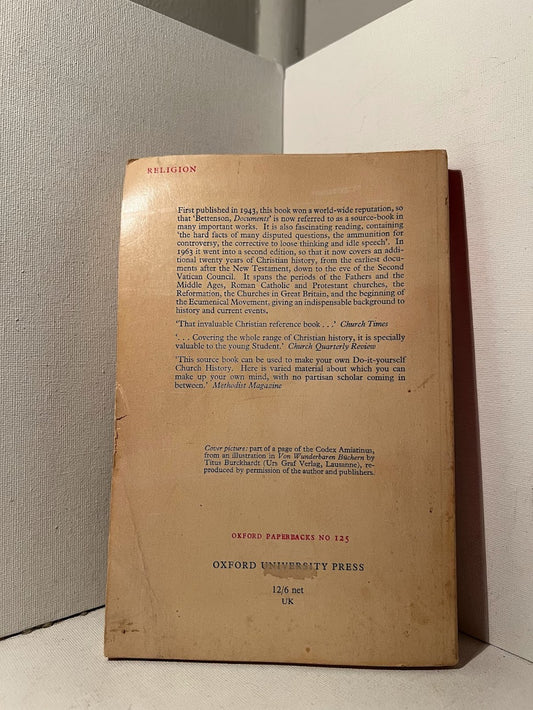 RELIGION
First published in 1943, this book won a world-wide reputation, so
that 'Bettenson, Documents' is now referred to as a source-book in
many important works. It is also fascinating reading, containing
'the hard facts of many disputed questions, the ammunition for
controversy, the corrective to loose thinking and idle speech'. In
1963 it went into a second edition, so that it now covers an addi-
tional twenty years of Christian history, from the earliest docu-
ments after the New Testament, down to the eve of the Second
Vatican Council. It spans the periods of the Fathers and the
Middle Ages, Roman Catholic and Protestant churches, the
Reformation, the Churches in Great Britain, and the beginning of
the Ecumenical Movement, giving an indispensable background to
history and current events.
'That invaluable Christian reference book . . .' Church Times
'. . . Covering the whole range of Christian history, it is specially
valuable to the young Student.' Church Quarterly Review
'This source book can be used to make your own Do-it-yourself
Church History. Here is varied material about which you can
make up your own mind, with no partisan scholar coming in
between.' Methodist Magazine
Cover picture: part of a page of the Codex Amiatinus,
from an illustration in Von Wunderbaren Büchern by
Titus Burckhardt (Urs Graf Verlag, Lausanne), re-
produced by permission of the author and publishers.
OXFORD PAPERBACKS NO 125
OXFORD UNIVERSITY PRESS
12/6 net
UK